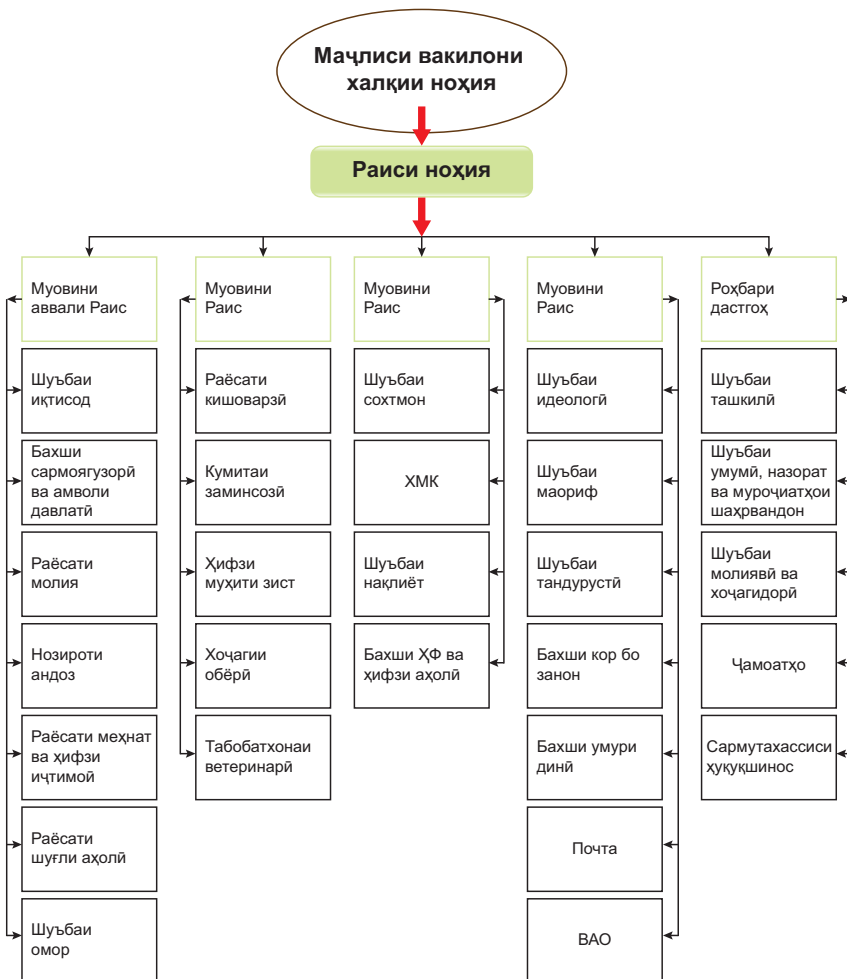 Маҷлиси вакилони
халқии ноҳия
Раиси ноҳия
Муовини
аввали Раис
Шуъбаи
иқтисод
Бахши
сармоягузорӣ
ва амволи
давлатӣ
Раёсати
молия
Нозироти
андоз
Раёсати меҳнат
ва ҳифзи
иҷтимоӣ
Раёсати
шуғли аҳолӣ
Шуъбаи
омор
Муовини
Раис
Раёсати
кишоварзӣ
Кумитаи
заминсозӣ
Ҳифзи
муҳити зист
Хоҷагии
обёрӣ
Табобатхонаи
ветеринарӣ
Муовини
Раис
Шуъбаи
сохтмон
ХМК
Шуъбаи
нақлиёт
Бахши ҲФ ва
ҳифзи аҳолӣ
Муовини
Раис
Шуъбаи
идеологӣ
Шуъбаи
маориф
Шуъбаи
тандурустӣ
Бахши кор бо
занон
Бахши умури
динӣ
Почта
ВАО
Роҳбари
дастгоҳ
Шуъбаи
ташкилӣ
Шуъбаи
умумӣ, назорат
ва муроҷиатҳои
шаҳрвандон
Шуъбаи
молиявӣ ва
хоҷагидорӣ
Ҷамоатҳо
Сармутахассиси
ҳуқуқшинос